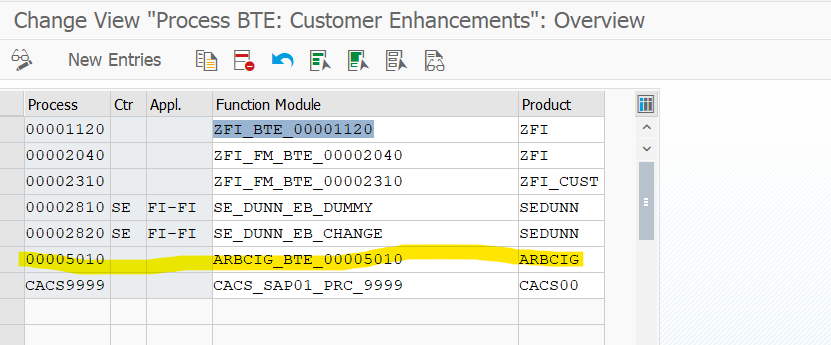 Change View "Process BTE: Customer Enhancements": Overview
New Entries
Process Ctr Appl. Function Module Product
00001120 ZFI_BTE_00001120 ZFI
00002040 ZFI_FM_BTE_00002040 ZFI
00002310 ZFI_FM_BTE_00002310 ZFI_CUST
00002810 SE FI-FI SE_DUNN_EB_DUMMY SEDUNN
00002820 SE FI-FI SE_DUNN_EB_CHANGE SEDUNN
00005010 ARBCIG_BTE_00005010 ARBCIG
CACS9999 CACS_SAP01_PRC_9999 CACS00